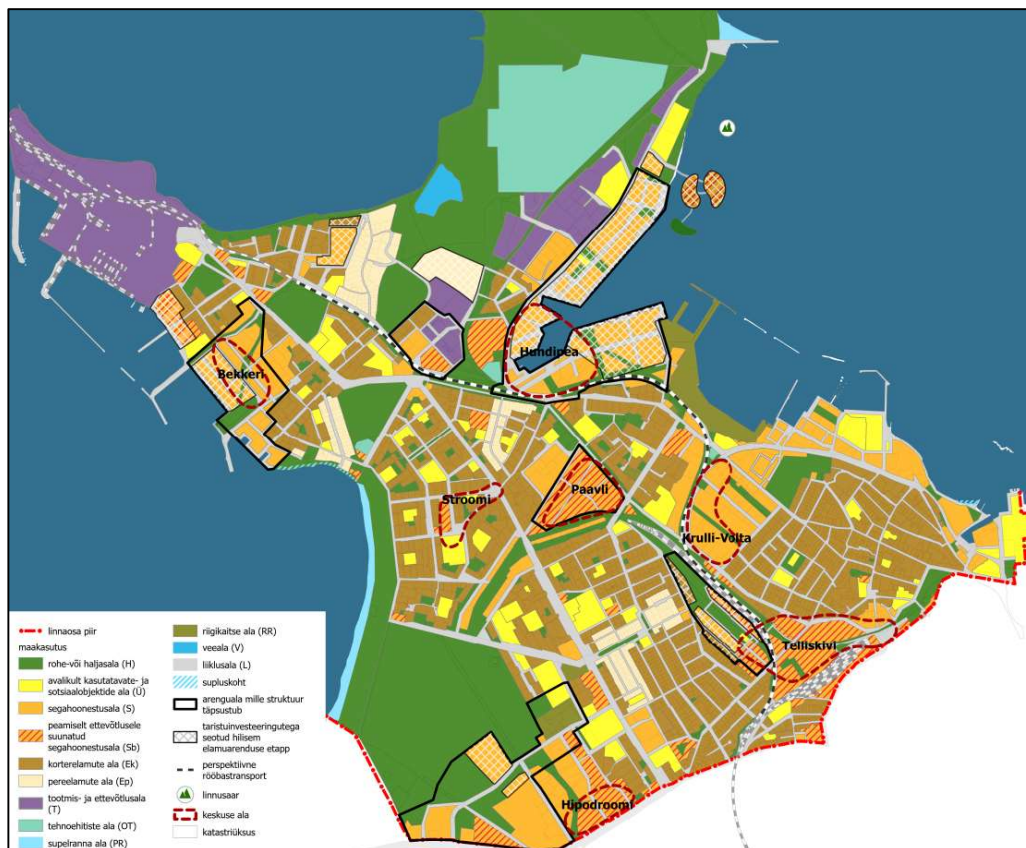 Hundipea
Bekkeri
Stroomi
Paavli
Krulli-Volta
Telliskivi
Hipodroomi
linnaosa piir
maakasutus
rohe-või haljasala (H)
avalikult kasutatavate- ja
sotsiaalobjektide ala (Ü)
segahoonestusala (S)
peamiselt ettevõtlusele
suunatud
segahoonestusala (Sb)
korterelamute ala (Ek)
pereelamute ala (Ep)
tootmis- ja ettevõtlusala
(T)
tehnoehitiste ala (OT)
supelranna ala (PR)
riigikaitse ala (RR)
veeala (V)
liiklusala (L)
supluskoht
arenguala mille struktuur
täpsustub
taristuinvesteeringutega
seotud hilisem
elamuarenduse etapp
perspektiivne
rööbastransport
linnusaar
keskuse ala
katastriüksus